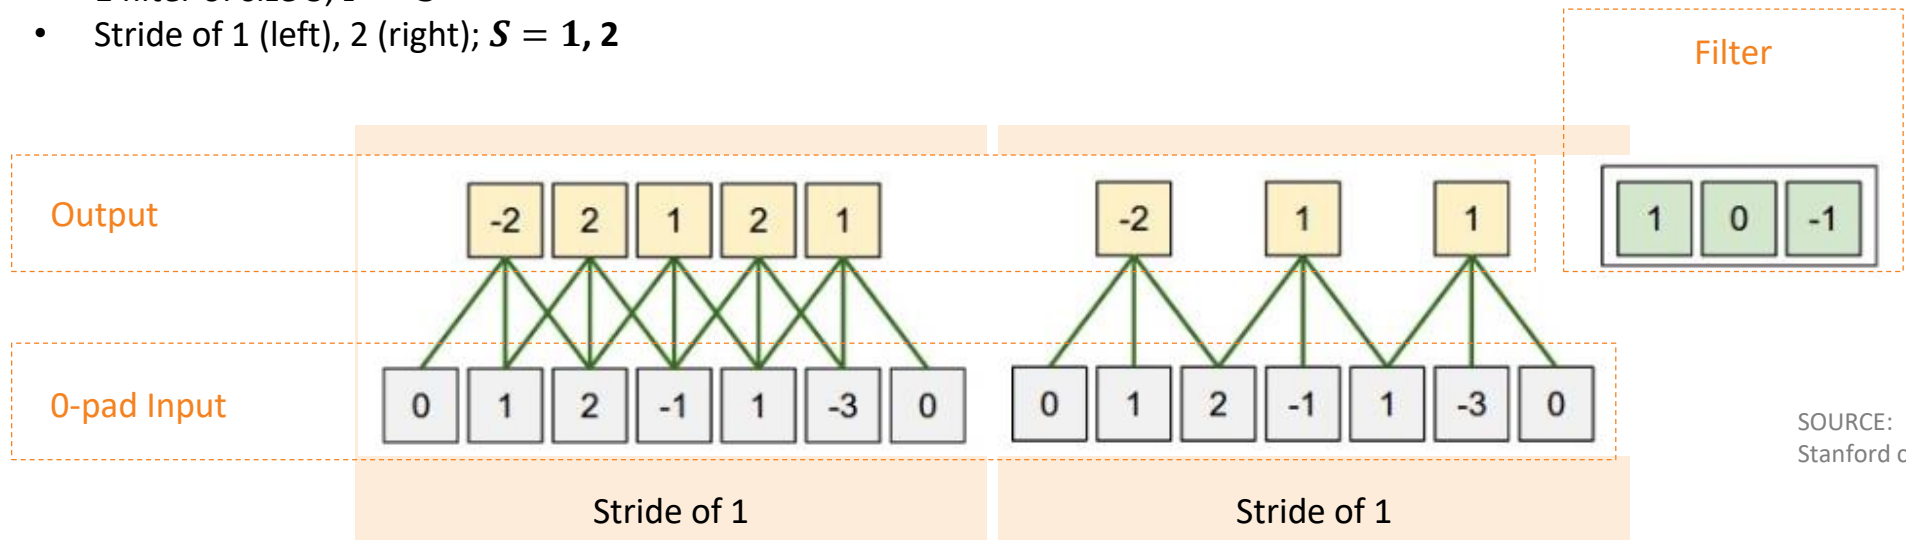 • Stride of 1 (left), 2 (right); S = 1, 2
Filter
Output
-2 2 1 2 1
-2 1 1
1 0 -1
0-pad Input
0 1 2 -1 1 -3 0
0 1 2 -1 1 -3 0
SOURCE:
Stanford
Stride of 1
Stride of 1